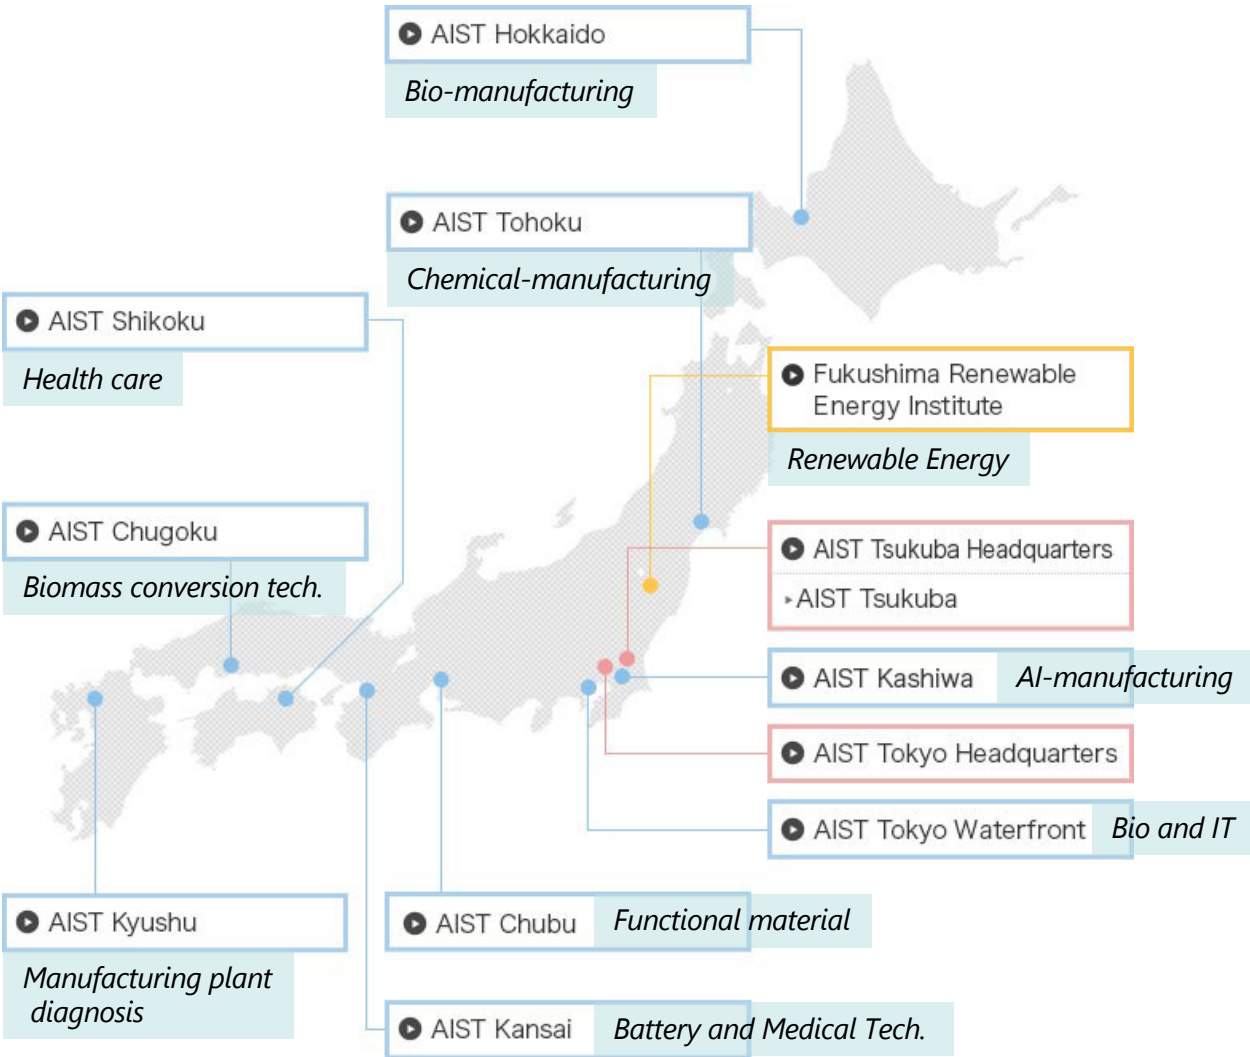 AIST Hokkaido
Bio-manufacturing
AIST Tohoku
Chemical-manufacturing
AIST Shikoku
Health care
Fukushima Renewable
Energy Institute
Renewable Energy
AIST Chugoku
Biomass conversion tech.
AIST Tsukuba Headquarters
AIST Tsukuba
AIST Kashiwa AI-manufacturing
AIST Tokyo Headquarters
AIST Tokyo Waterfront Bio and IT
AIST Kyushu
Manufacturing plant
diagnosis
AIST Chubu Functional material
AIST Kansai Battery and Medical Tech.